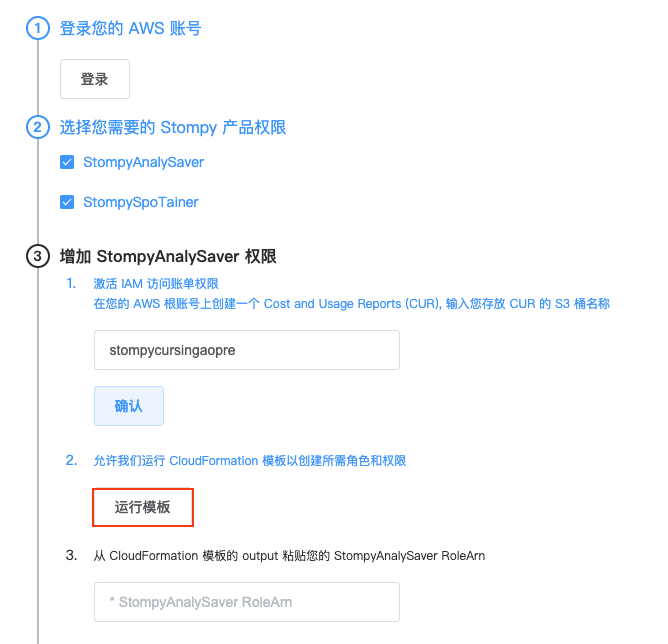 1 登录您的 AWS 账号
登录
2 选择您需要的 Stompy 产品权限
StompyAnalySaver
StompySpoTainer
3 增加 StompyAnalySaver 权限
1. 激活 IAM 访问账单权限
在您的 AWS 根账号上创建一个 Cost and Usage Reports (CUR), 输入您存放 CUR 的 S3 桶名称
stompycursingaopre
确认
2. 允许我们运行 CloudFormation 模板以创建所需角色和权限
运行模板
3. 从 CloudFormation 模板的 output 粘贴您的 StompyAnalySaver RoleArn
* StompyAnalySaver RoleArn